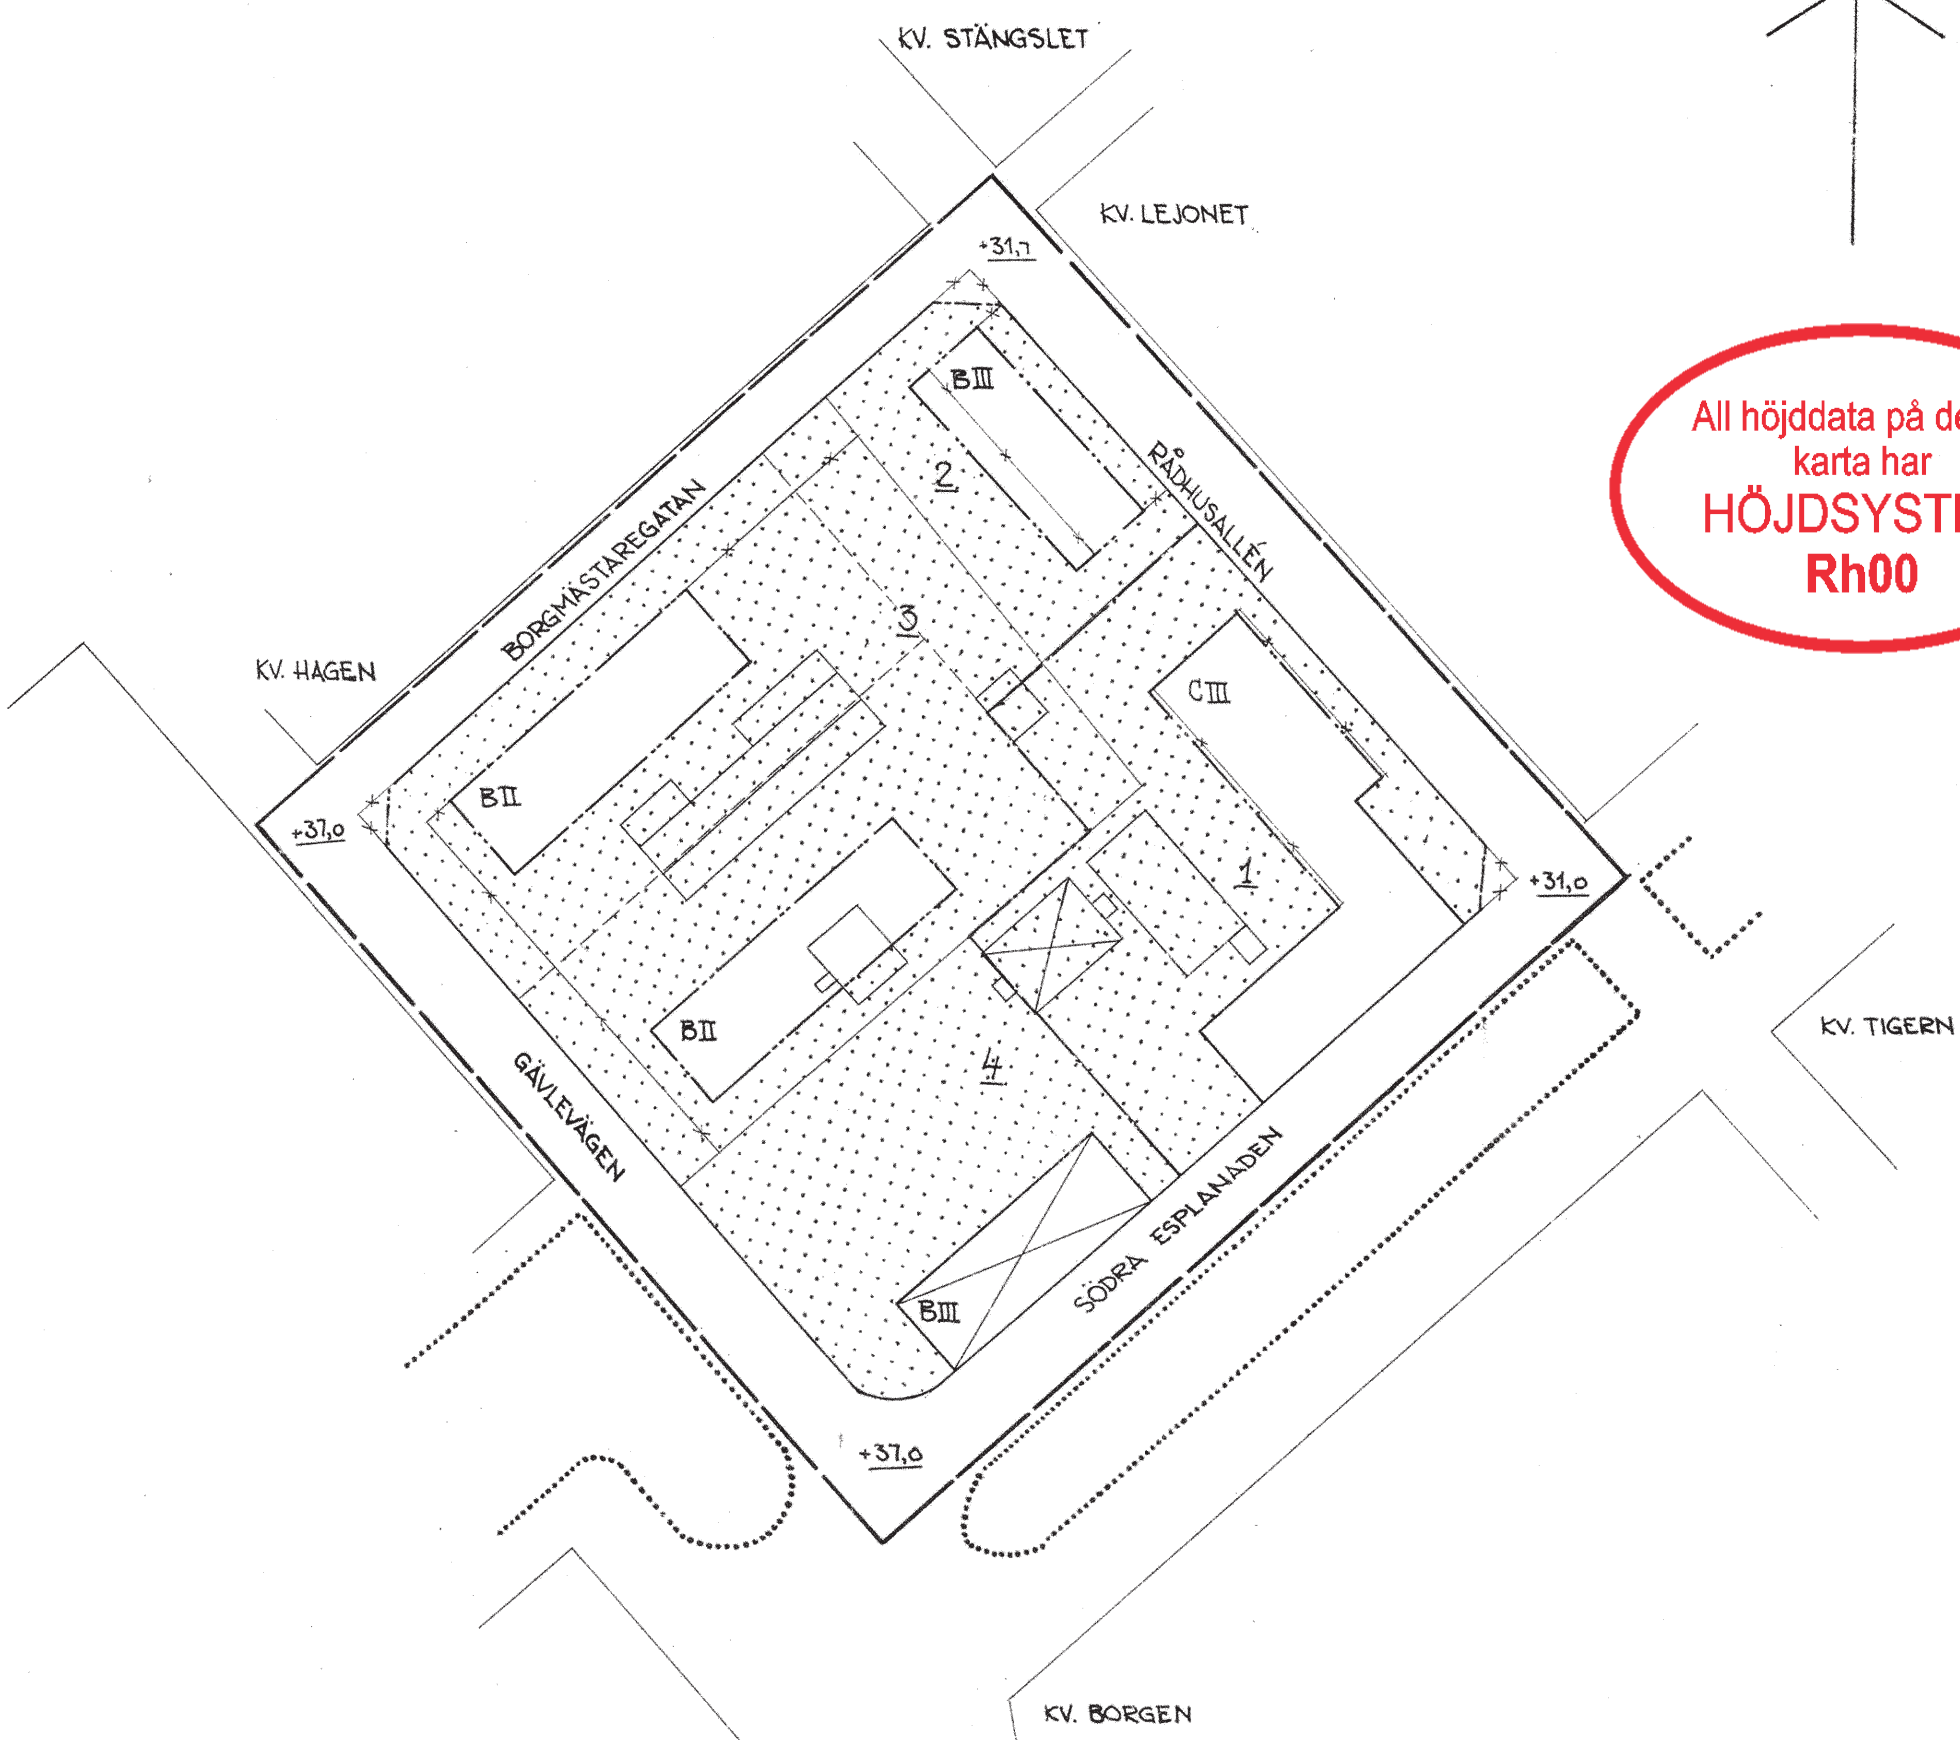 KV. STÄNGSLET
KV. LEJONET
+31,7
All höjddata på de
karta har
HÖJDSYSTE
Rh00
BIII
2
RÅDHUSALLÉN
BORGMÄSTAREGATAN
3
KV. HAGEN
CIII
BII
+37,0
1
+31,0
BII
KV. TIGERN
4
GÄVLEVÄGEN
SÖDRA ESPLANADEN
BIII
+37,0
KV. BORGEN